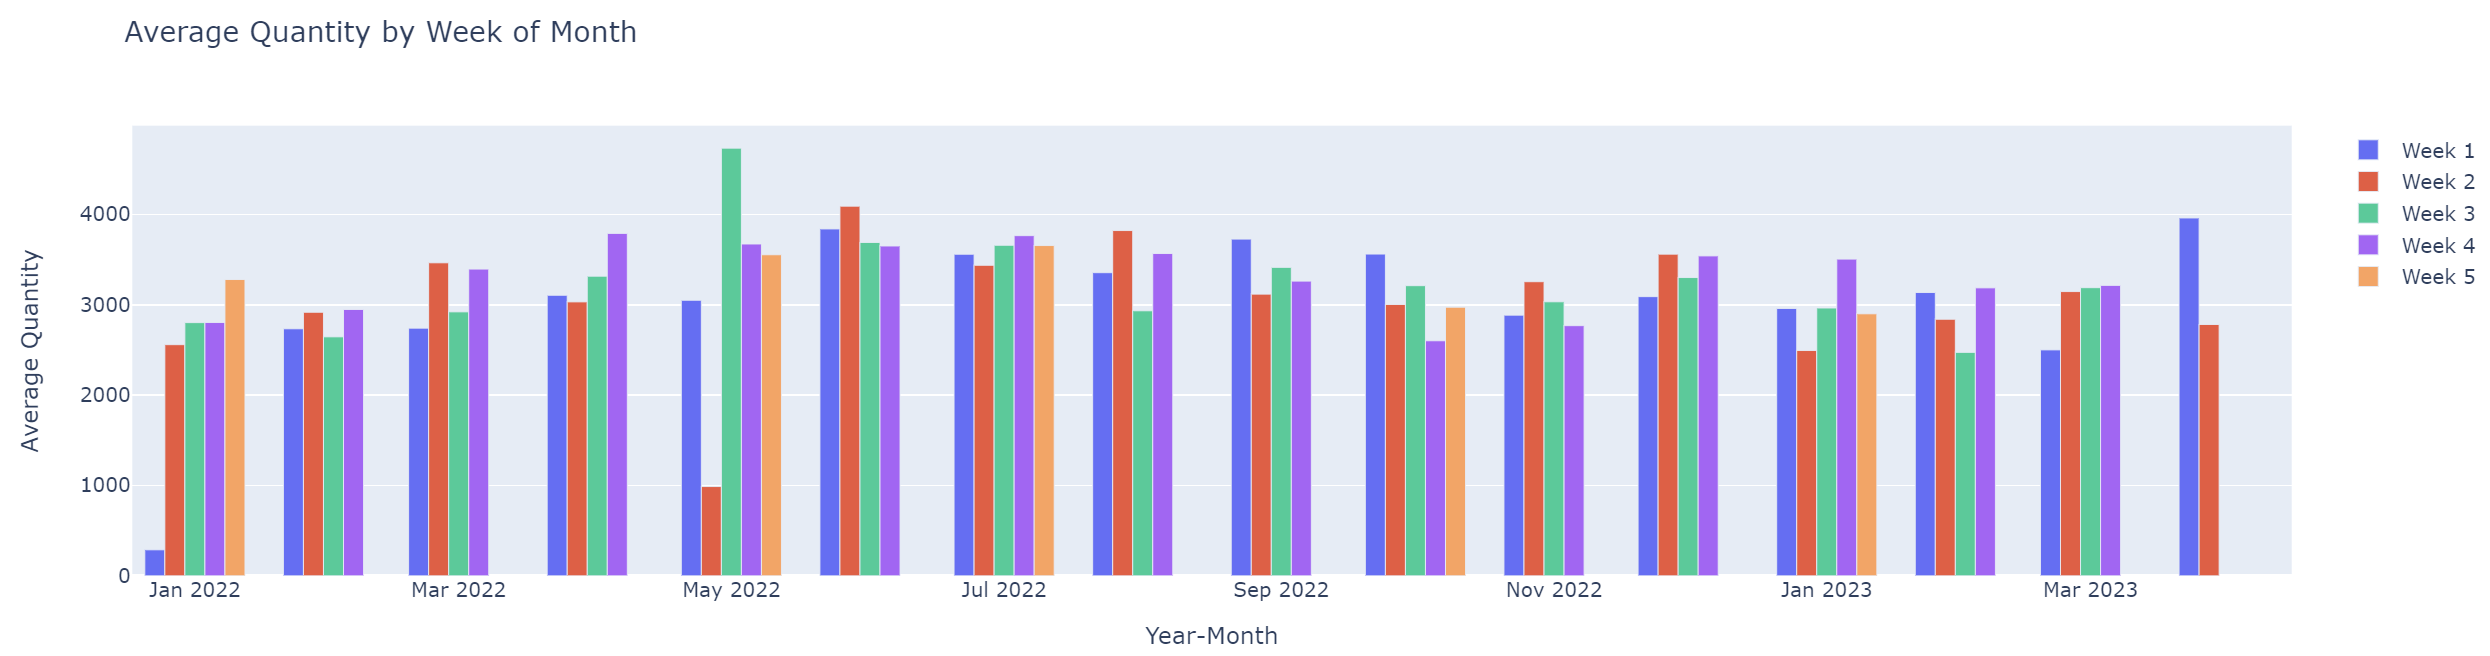 Average Quantity by Week of Month
Average Quantity
4000
3000
2000
1000
0
Jan 2022 Mar 2022 May 2022 Jul 2022 Sep 2022 Nov 2022 Jan 2023 Mar 2023
Year-Month
Week 1
Week 2
Week 3
Week 4
Week 5